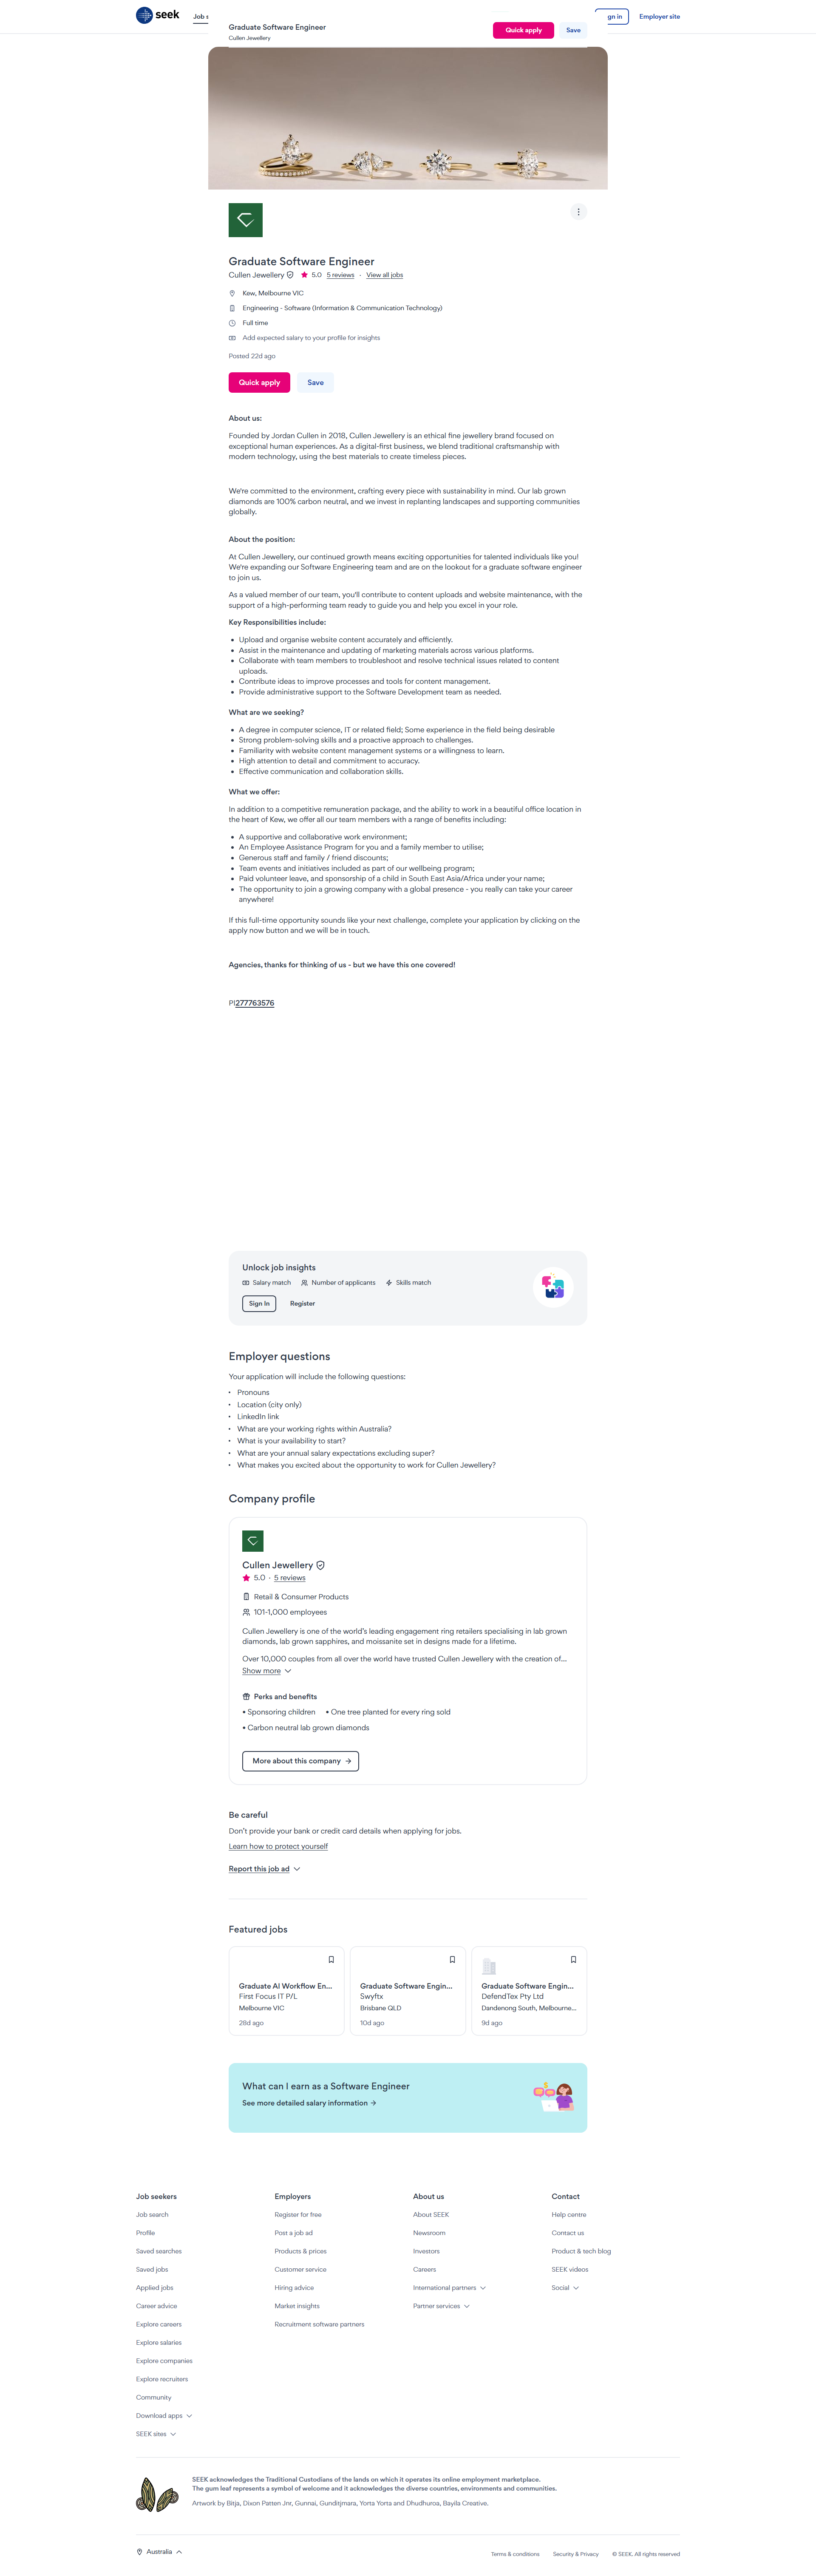 seek
Job s
gn in
Employer site
Graduate Software Engineer
Cullen Jewellery
Quick apply
Save
Graduate Software Engineer
Cullen Jewellery
5.0
5 reviews
·
View all jobs
Kew, Melbourne VIC
Engineering - Software (Information & Communication Technology)
Full time
Add expected salary to your profile for insights
Posted 22d ago
Quick apply
Save
About us:
Founded by Jordan Cullen in 2018, Cullen Jewellery is an ethical fine jewellery brand focused on
exceptional human experiences. As a digital-first business, we blend traditional craftsmanship with
modern technology, using the best materials to create timeless pieces.
We're committed to the environment, crafting every piece with sustainability in mind. Our lab grown
diamonds are 100% carbon neutral, and we invest in replanting landscapes and supporting communities
globally.
About the position:
At Cullen Jewellery, our continued growth means exciting opportunities for talented individuals like you!
We're expanding our Software Engineering team and are on the lookout for a graduate software engineer
to join us.
As a valued member of our team, you'll contribute to content uploads and website maintenance, with the
support of a high-performing team ready to guide you and help you excel in your role.
Key Responsibilities include:
• Upload and organise website content accurately and efficiently.
• Assist in the maintenance and updating of marketing materials across various platforms.
• Collaborate with team members to troubleshoot and resolve technical issues related to content
uploads.
• Contribute ideas to improve processes and tools for content management.
• Provide administrative support to the Software Development team as needed.
What are we seeking?
• A degree in computer science, IT or related field; Some experience in the field being desirable
• Strong problem-solving skills and a proactive approach to challenges.
• Familiarity with website content management systems or a willingness to learn.
• High attention to detail and commitment to accuracy.
• Effective communication and collaboration skills.
What we offer:
In addition to a competitive remuneration package, and the ability to work in a beautiful office location in
the heart of Kew, we offer all our team members with a range of benefits including:
• A supportive and collaborative work environment;
• An Employee Assistance Program for you and a family member to utilise;
• Generous staff and family / friend discounts;
• Team events and initiatives included as part of our wellbeing program;
• Paid volunteer leave, and sponsorship of a child in South East Asia/Africa under your name;
• The opportunity to join a growing company with a global presence - you really can take your career
anywhere!
If this full-time opportunity sounds like your next challenge, complete your application by clicking on the
apply now button and we will be in touch.
Agencies, thanks for thinking of us - but we have this one covered!
PI277763576
Unlock job insights
Salary match
Number of applicants
Skills match
Sign In
Register
Employer questions
Your application will include the following questions:
• Pronouns
• Location (city only)
• LinkedIn link
• What are your working rights within Australia?
• What is your availability to start?
• What are your annual salary expectations excluding super?
• What makes you excited about the opportunity to work for Cullen Jewellery?
Company profile
Cullen Jewellery
5.0 · 5 reviews
Retail & Consumer Products
101-1,000 employees
Cullen Jewellery is one of the world's leading engagement ring retailers specialising in lab grown
diamonds, lab grown sapphires, and moissanite set in designs made for a lifetime.
Over 10,000 couples from all over the world have trusted Cullen Jewellery with the creation of…
Show more
Perks and benefits
• Sponsoring children
• One tree planted for every ring sold
• Carbon neutral lab grown diamonds
More about this company
Be careful
Don't provide your bank or credit card details when applying for jobs.
Learn how to protect yourself
Report this job ad
Featured jobs
Graduate AI Workflow En…
First Focus IT P/L
Melbourne VIC
28d ago
Graduate Software Engin…
Swyftx
Brisbane QLD
10d ago
Graduate Software Engin…
DefendTex Pty Ltd
Dandenong South, Melbourne…
9d ago
What can I earn as a Software Engineer
See more detailed salary information
Job seekers
Job search
Profile
Saved searches
Saved jobs
Applied jobs
Career advice
Explore careers
Explore salaries
Explore companies
Explore recruiters
Community
Download apps
SEEK sites
Employers
Register for free
Post a job ad
Products & prices
Customer service
Hiring advice
Market insights
Recruitment software partners
About us
About SEEK
Newsroom
Investors
Careers
International partners
Partner services
Contact
Help centre
Contact us
Product & tech blog
SEEK videos
Social
SEEK acknowledges the Traditional Custodians of the lands on which it operates its online employment marketplace.
The gum leaf represents a symbol of welcome and it acknowledges the diverse countries, environments and communities.
Artwork by Bitja, Dixon Patten Jnr, Gunnai, Gunditjmara, Yorta Yorta and Dhudhuroa, Bayila Creative.
Australia
Terms & conditions
Security & Privacy
© SEEK. All rights reserved